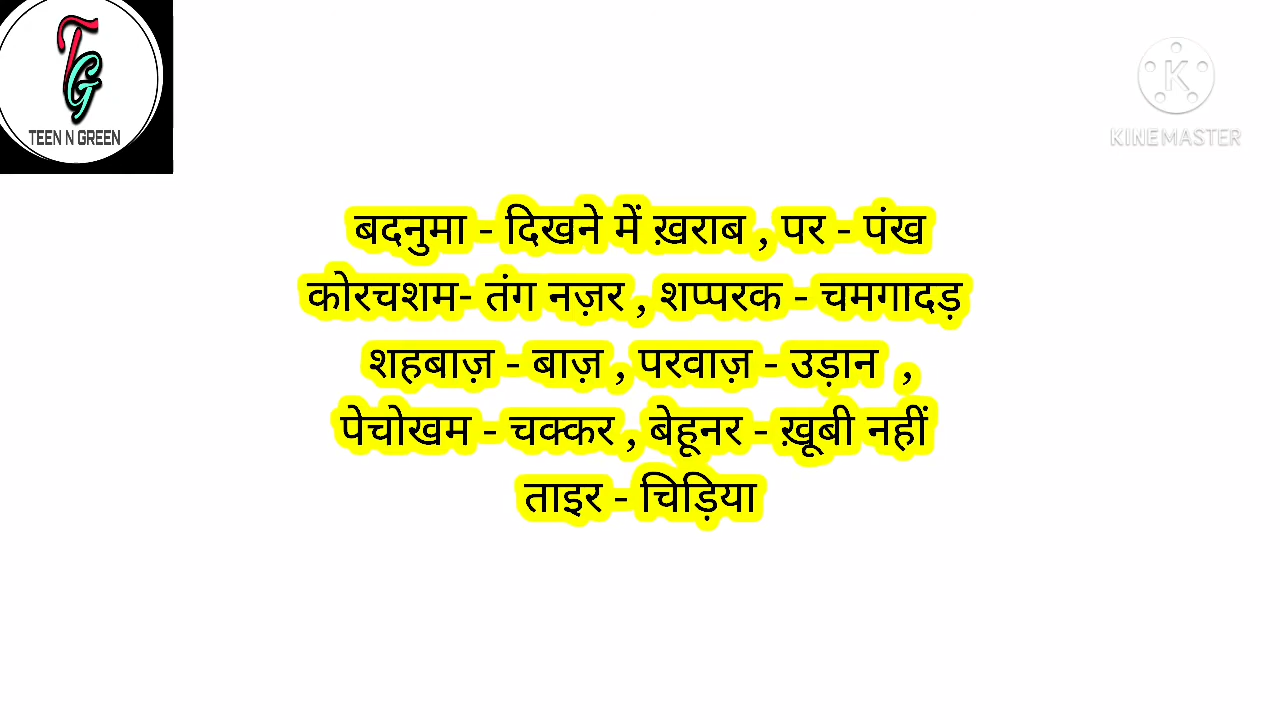 TG
TEEN N GREEN
K
KINEMASTER
बदनुमा - दिखने में ख़राब , पर - पंख
कोरचशम- तंग नज़र , शप्परक - चमगादड़
शहबाज़ - बाज़ , परवाज़ - उड़ान ,
पेचोखम - चक्कर , बेहूनर - ख़ूबी नहीं
ताइर - चिड़िया